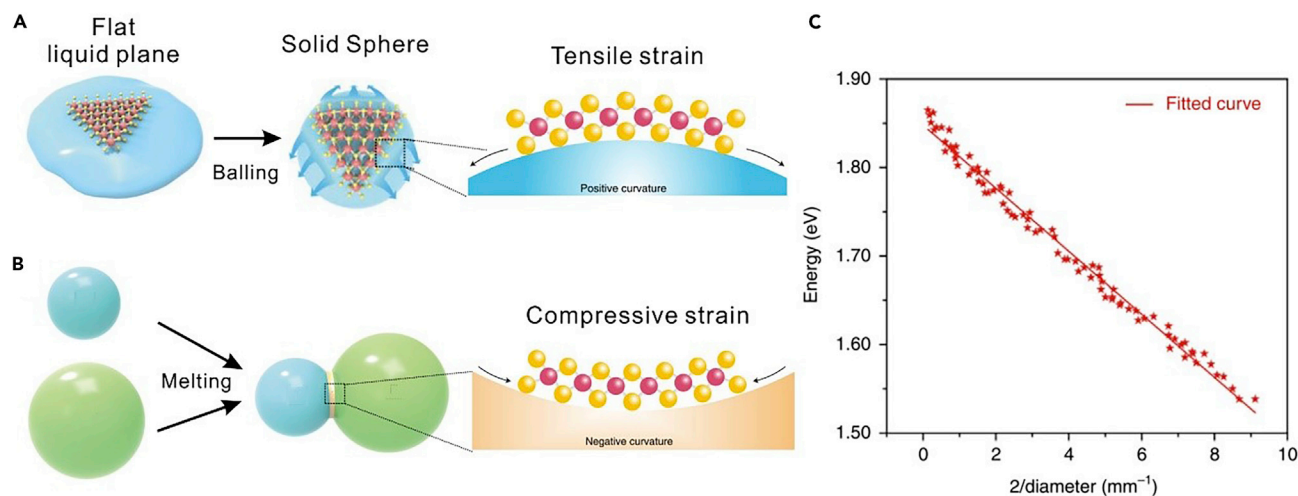 A
Flat
liquid plane
Balling
Solid Sphere
Tensile strain
Positive curvature
B
Melting
Compressive strain
Negative curvature
C
Energy (eV)
1.90
1.80
1.70
1.60
1.50
Fitted curve
0 2 4 6 8 10
2/diameter (mm⁻¹)